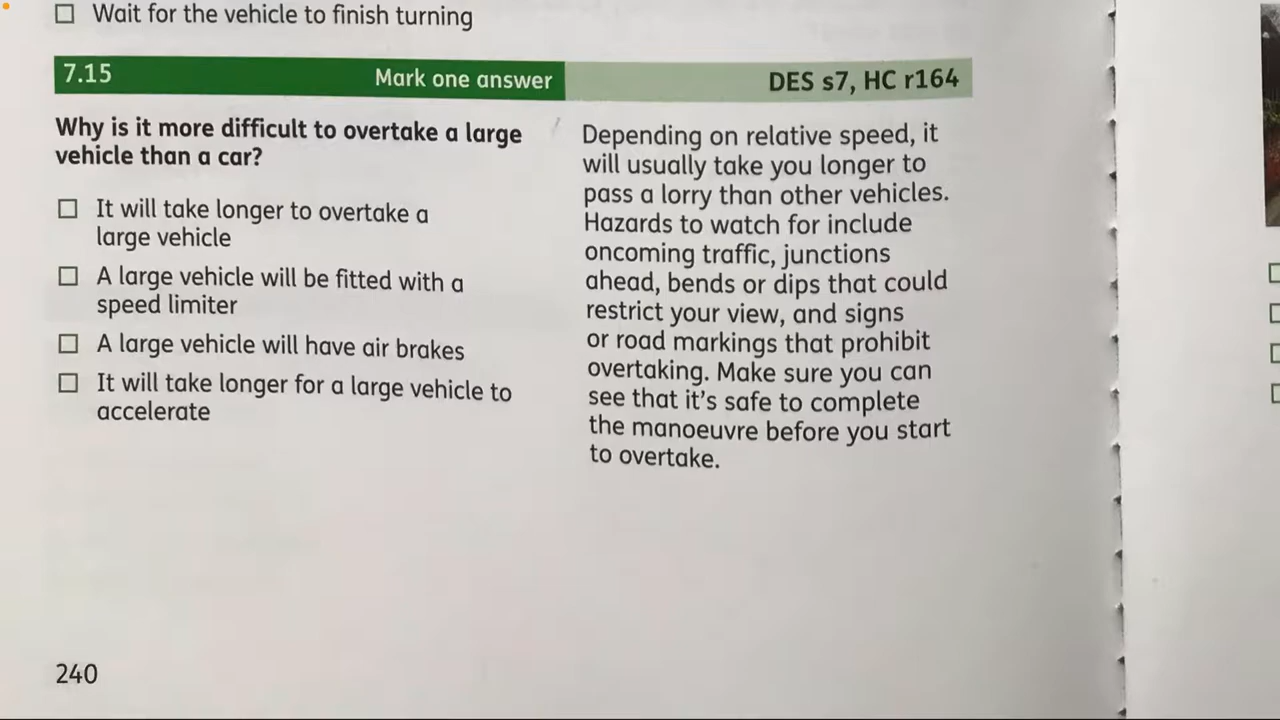 Wait for the vehicle to finish turning
7.15 Mark one answer DES s7, HC r164
Why is it more difficult to overtake a large
vehicle than a car?
It will take longer to overtake a
large vehicle
A large vehicle will be fitted with a
speed limiter
A large vehicle will have air brakes
It will take longer for a large vehicle to
accelerate
Depending on relative speed, it
will usually take you longer to
pass a lorry than other vehicles.
Hazards to watch for include
oncoming traffic, junctions
ahead, bends or dips that could
restrict your view, and signs
or road markings that prohibit
overtaking. Make sure you can
see that it's safe to complete
the manoeuvre before you start
to overtake.
240